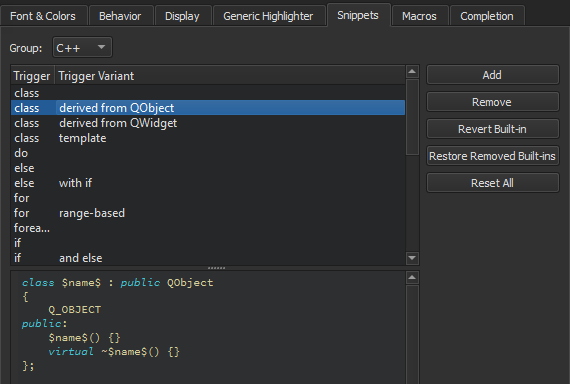 Font & Colors Behavior Display Generic Highlighter Snippets Macros Completion
Group: C++
Trigger Trigger Variant
class
class derived from QObject
class derived from QWidget
class template
do
else
else with if
for
for range-based
forea...
if
if and else
Add
Remove
Revert Built-in
Restore Removed Built-ins
Reset All
class $name$ : public QObject
{
    Q_OBJECT
public:
    $name$() {}
    virtual ~$name$() {}
};